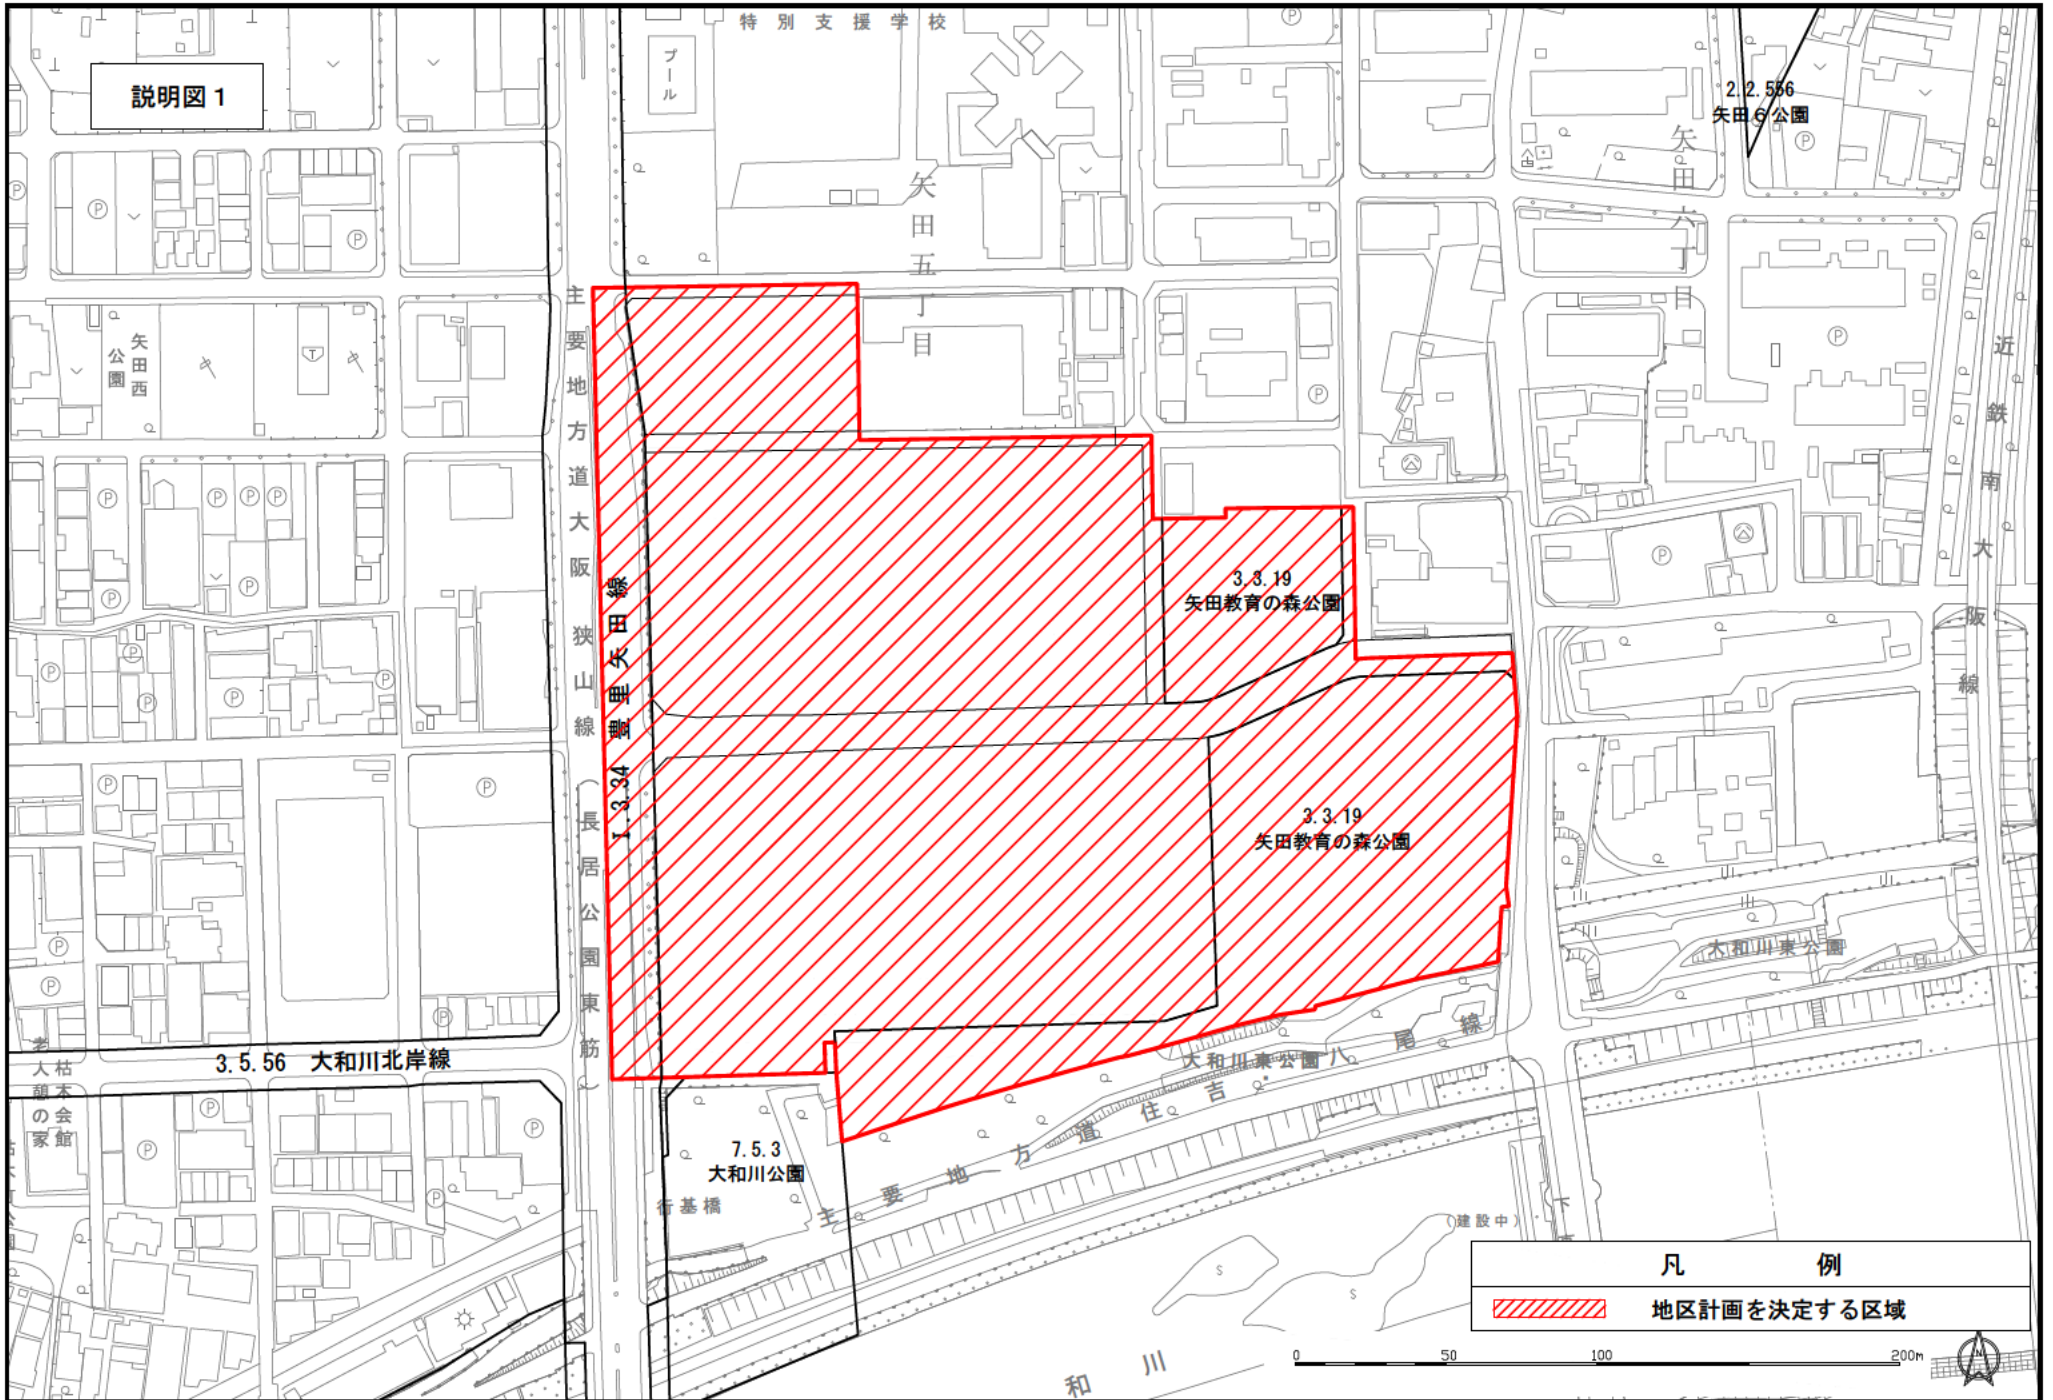 説明図１
特別支援学校
プール
2.2.556
矢田６公園
矢田五丁目
矢田六丁目
矢田西
公園
主要地方道大阪狭山線（長居公園東筋）
I.3.34 豊里矢田線
近鉄南大阪線
3.3.19
矢田教育の森公園
3.3.19
矢田教育の森公園
大和川東公園
大和川東公園
3.5.56 大和川北岸線
枯木会館
老人憩の家
7.5.3
大和川公園
行基橋
主要地方道住吉八尾線
（建設中）
和川
凡例
地区計画を決定する区域
0 50 100 200m
N